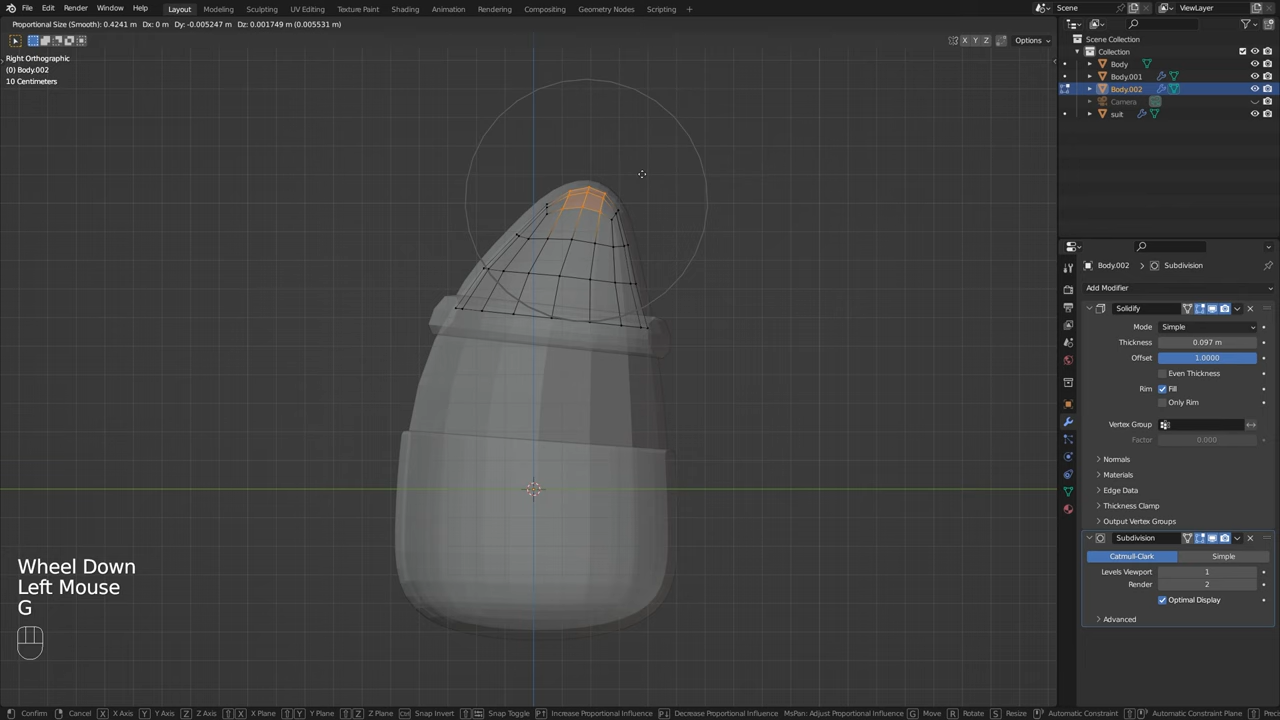 File Edit Render Window Help Layout Modeling Sculpting UV Editing Texture Paint Shading Animation Rendering Compositing Geometry Nodes Scripting + Scene ViewLayer
Proportional Size (Smooth): 0.4241 m Dx: 0 m Dy: -0.005247 m Dz: 0.001749 m (0.005531 m)
X Y Z Options
Right Orthographic
(0) Body.002
10 Centimeters
Scene Collection
Collection
Body
Body.001
Body.002
Camera
suit
Body.002 Subdivision
Add Modifier
Solidify
Mode Simple
Thickness 0.097 m
Offset 1.0000
Even Thickness
Rim Fill
Only Rim
Vertex Group
Factor 0.000
Normals
Materials
Edge Data
Thickness Clamp
Output Vertex Groups
Subdivision
Catmull-Clark Simple
Levels Viewport 1
Render 2
Optimal Display
Advanced
Wheel Down
Left Mouse
G
Confirm Cancel X X Axis Y Y Axis Z Z Axis X X Plane Y Y Plane Z Z Plane Snap Invert Snap Toggle Increase Proportional Influence Decrease Proportional Influence MsPan: Adjust Proportional Influence G Move R Rotate S Resize Automatic Constraint Automatic Constraint